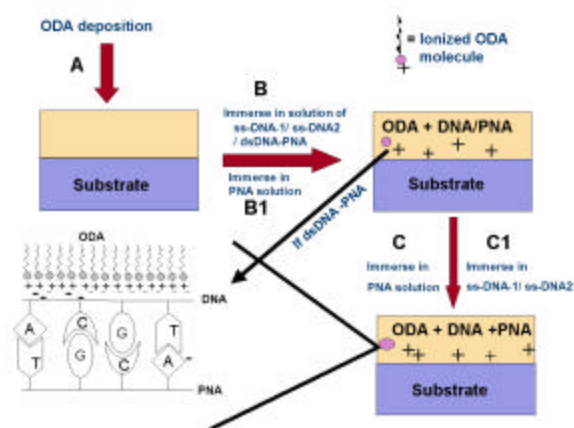 ODA deposition
A
= Ionized ODA
molecule
+
B
Immerse in solution of
ss-DNA-1/ ss-DNA2
/ dsDNA-PNA
Immerse in
PNA solution
B1
Substrate
ODA + DNA/PNA
+ + + +
Substrate
If dsDNA -PNA
C
C1
Immerse in
PNA solution
Immerse in
ss-DNA-1/ ss-DNA2
ODA
DNA
A C G T
T G C A
PNA
ODA + DNA +PNA
++ + + +
Substrate